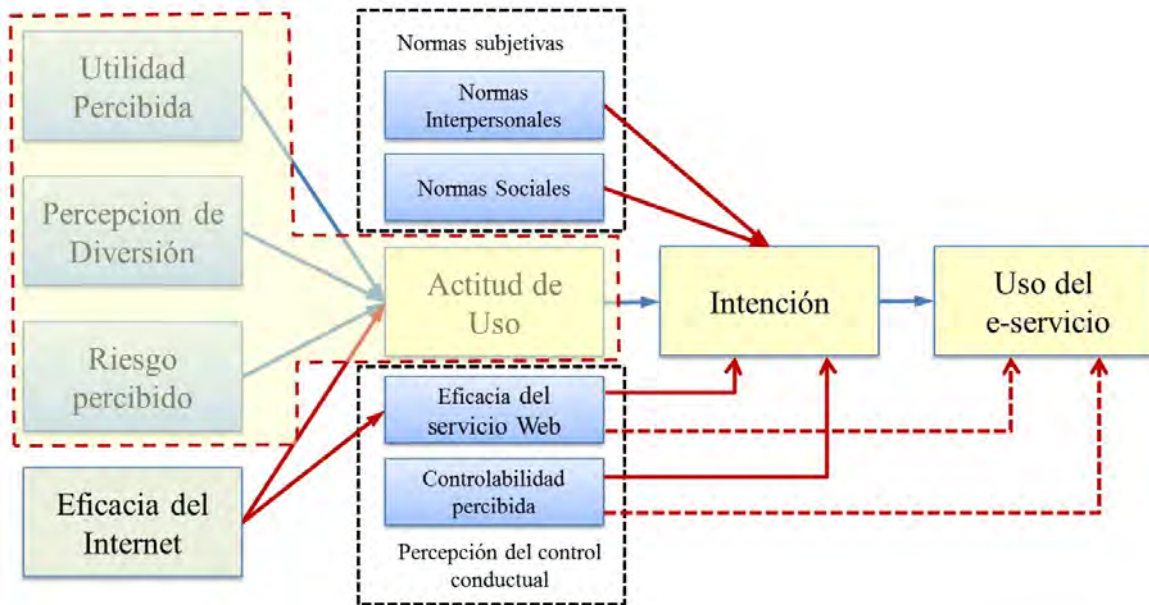 Utilidad
Percibida
Percepcion de
Diversión
Riesgo
percibido
Eficacia del
Internet
Normas subjetivas
Normas
Interpersonales
Normas Sociales
Actitud de
Uso
Eficacia del
servicio Web
Controlabilidad
percibida
Percepción del control
conductual
Intención
Uso del
e-servicio